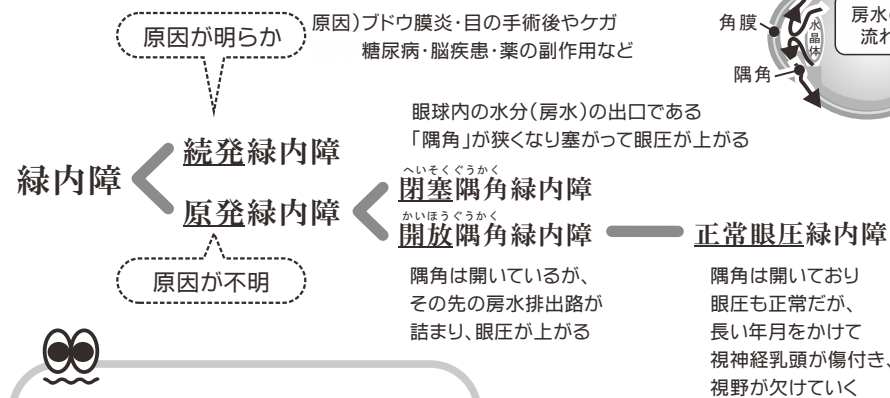 原因が明らか
原因)ブドウ膜炎・目の手術後やケガ
糖尿病・脳疾患・薬の副作用など
角膜
水晶体
房水
流れ
隅角
眼球内の水分(房水)の出口である
「隅角」が狭くなり塞がって眼圧が上がる
緑内障
続発緑内障
原発緑内障
へいそくぐうかく
閉塞隅角緑内障
かいほうぐうかく
開放隅角緑内障
正常眼圧緑内障
原因が不明
隅角は開いているが、
その先の房水排出路が
詰まり、眼圧が上がる
隅角は開いており
眼圧も正常だが、
長い年月をかけて
視神経乳頭が傷付き、
視野が欠けていく